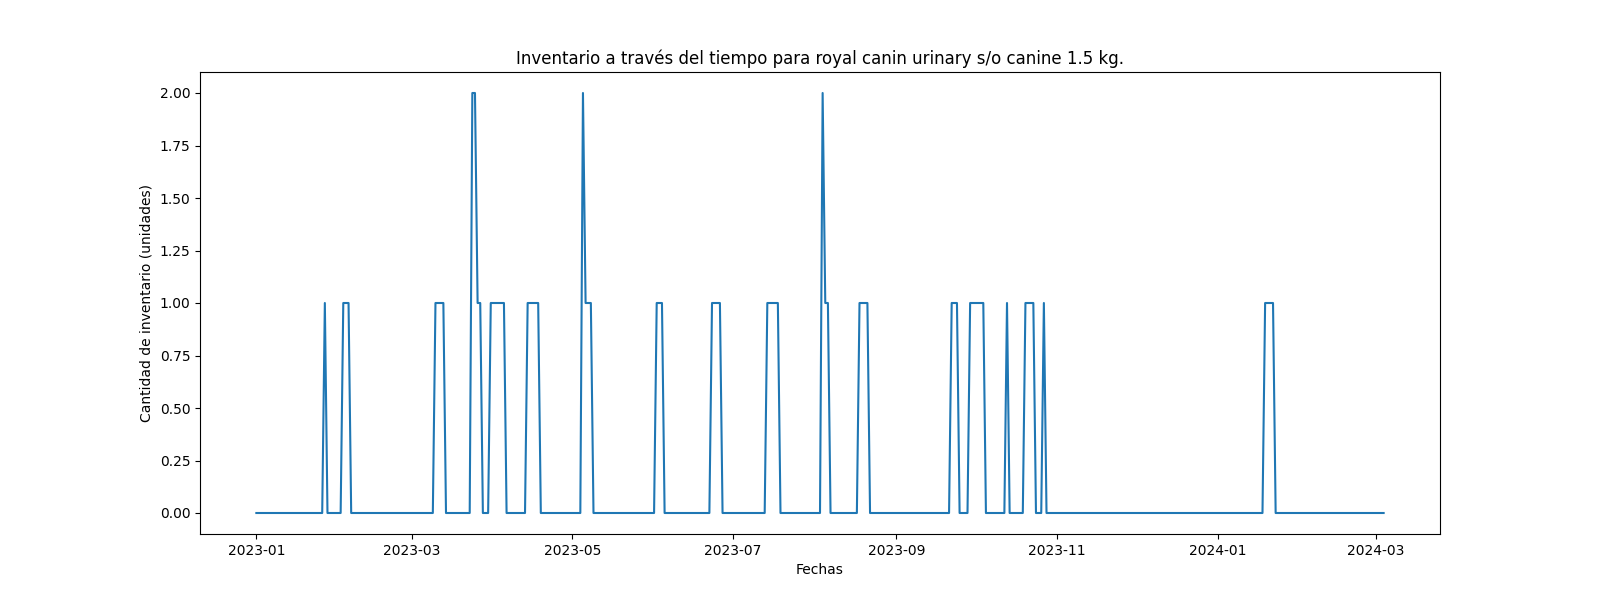 Inventario a través del tiempo para royal canin urinary s/o canine 1.5 kg.
Cantidad de inventario (unidades)
2.00
1.75
1.50
1.25
1.00
0.75
0.50
0.25
0.00
2023-01 2023-03 2023-05 2023-07 2023-09 2023-11 2024-01 2024-03
Fechas